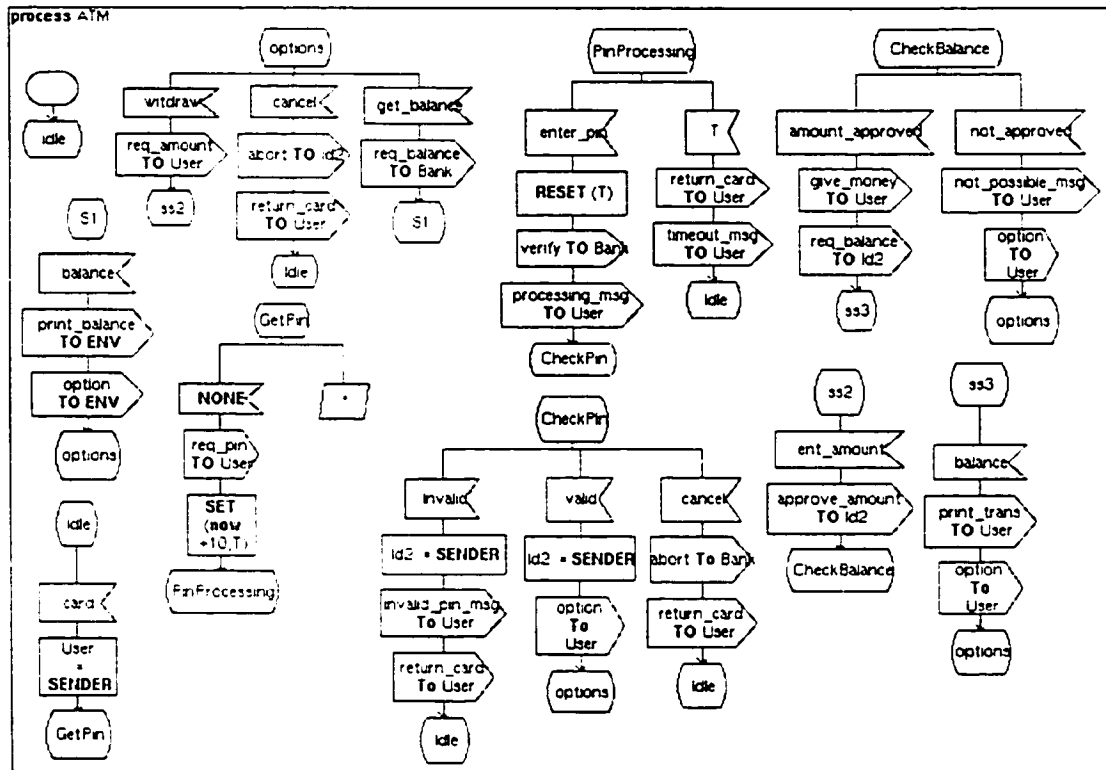 process ATM
Idle
options
witdraw
req_amount
TO User
ss2
cancel
abort TO Id2
return_card
TO User
Idle
get_balance
req_balance
TO Bank
S1
S1
balance
print_balance
TO ENV
option
TO ENV
options
Idle
card
User
=
SENDER
GetPin
GetPin
NONE
req_pin
TO User
SET
(now
+10,T)
PinProcessing
*
PinProcessing
enter_pin
RESET (T)
verify TO Bank
processing_msg
TO User
CheckPin
T
return_card
TO User
timeout_msg
TO User
Idle
CheckBalance
amount_approved
give_money
TO User
req_balance
TO Id2
ss3
not_approved
not_possible_msg
TO User
option
TO
User
options
CheckPin
invalid
Id2 = SENDER
invalid_pin_msg
To User
return_card
To User
Idle
valid
Id2 = SENDER
option
To
User
options
cancel
abort To Bank
return_card
TO User
Idle
ss2
ent_amount
approve_amount
TO Id2
CheckBalance
ss3
balance
print_trans
TO User
option
To
User
options